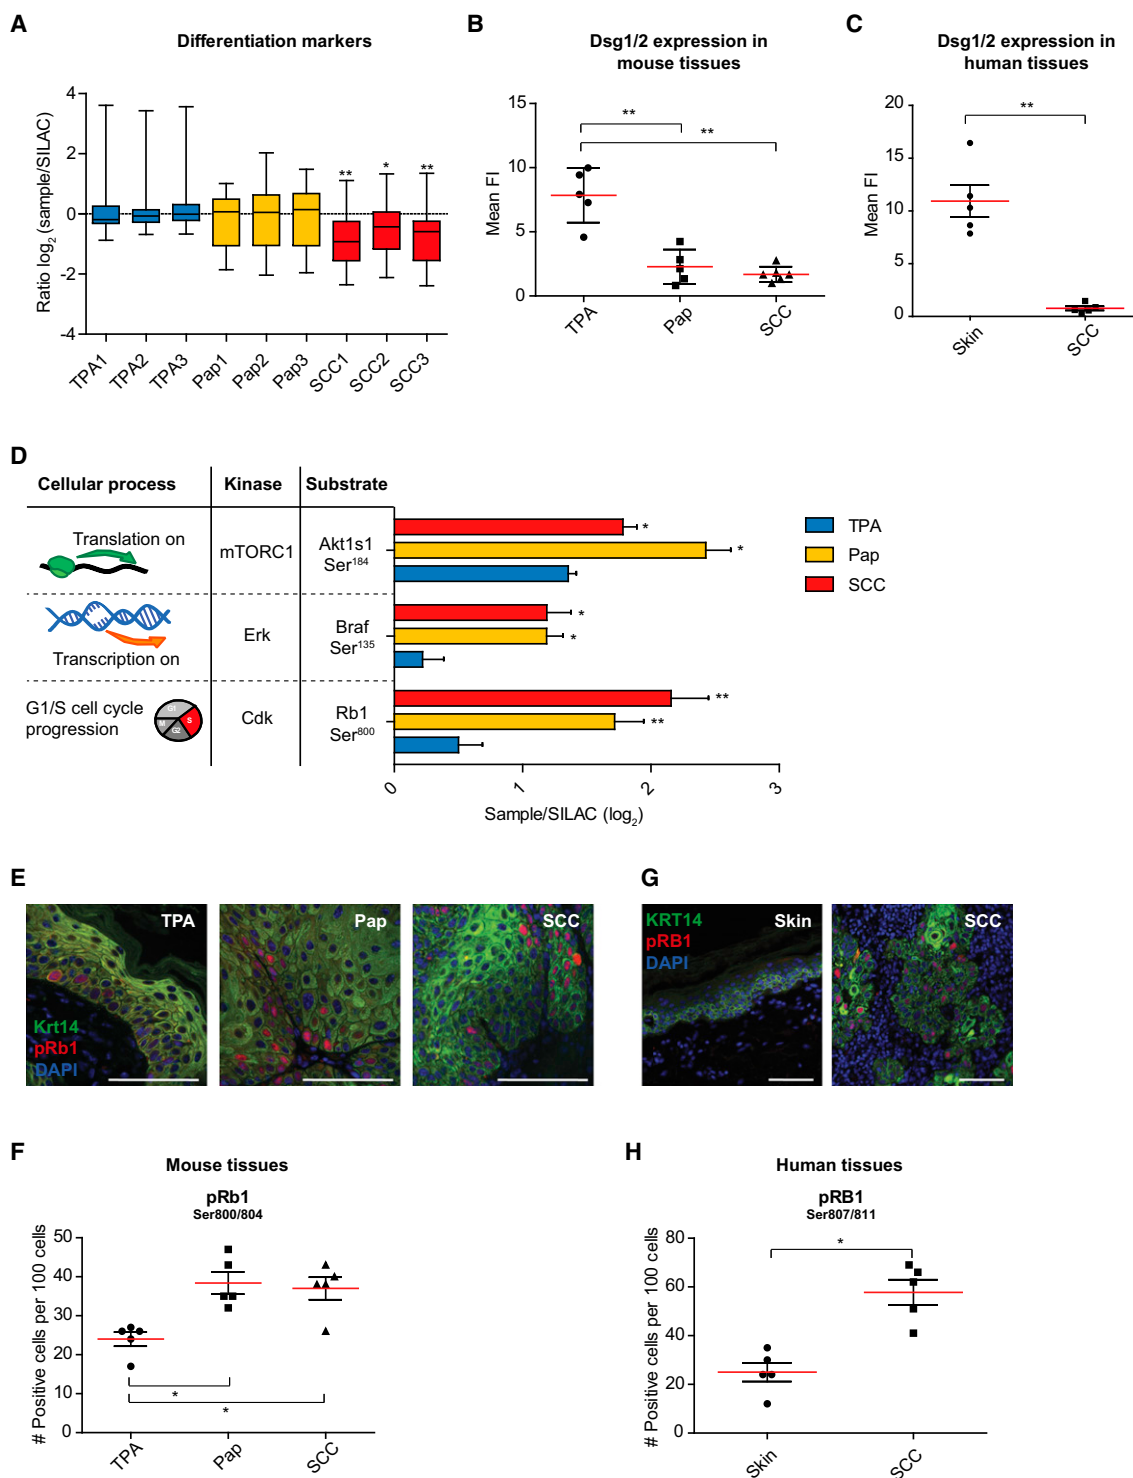 A
Differentiation markers
Ratio log2 (sample/SILAC)
4
2
0
-2
-4
** * **
TPA1 TPA2 TPA3 Pap1 Pap2 Pap3 SCC1 SCC2 SCC3
B
Dsg1/2 expression in
mouse tissues
Mean FI
15
10
5
0
**
**
TPA Pap SCC
C
Dsg1/2 expression in
human tissues
Mean FI
20
15
10
5
0
**
Skin SCC
D
Cellular process Kinase Substrate
Translation on mTORC1 Akt1s1
Ser184
Transcription on Erk Braf
Ser135
G1/S cell cycle
progression
G1
S
G2
M
Cdk Rb1
Ser800
*
*
*
*
**
**
0 1 2 3
Sample/SILAC (log2)
TPA
Pap
SCC
E
TPA
Krt14
pRb1
DAPI
Pap
SCC
G
KRT14
pRB1
DAPI
Skin
SCC
F
Mouse tissues
pRb1
Ser800/804
# Positive cells per 100 cells
50
40
30
20
10
0
*
*
TPA Pap SCC
H
Human tissues
pRB1
Ser807/811
# Positive cells per 100 cells
80
60
40
20
0
*
Skin SCC